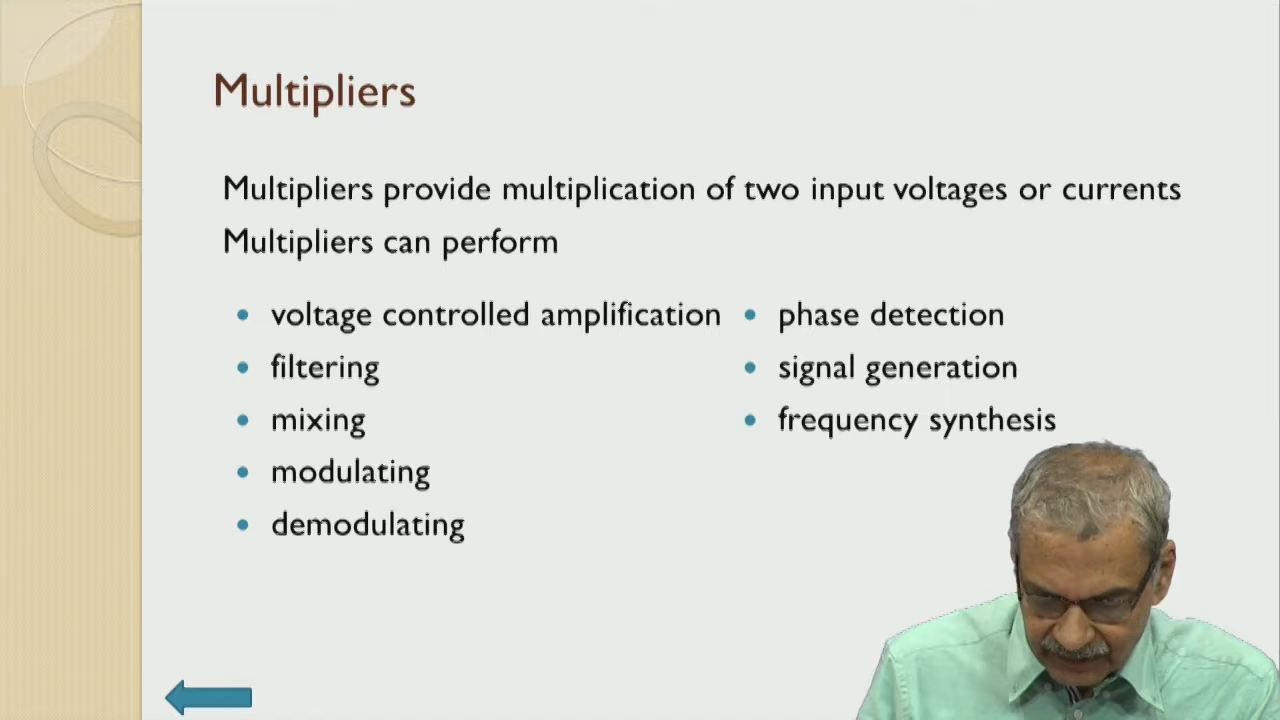 Multipliers
Multipliers provide multiplication of two input voltages or currents
Multipliers can perform
• voltage controlled amplification
• filtering
• mixing
• modulating
• demodulating
• phase detection
• signal generation
• frequency synthesis